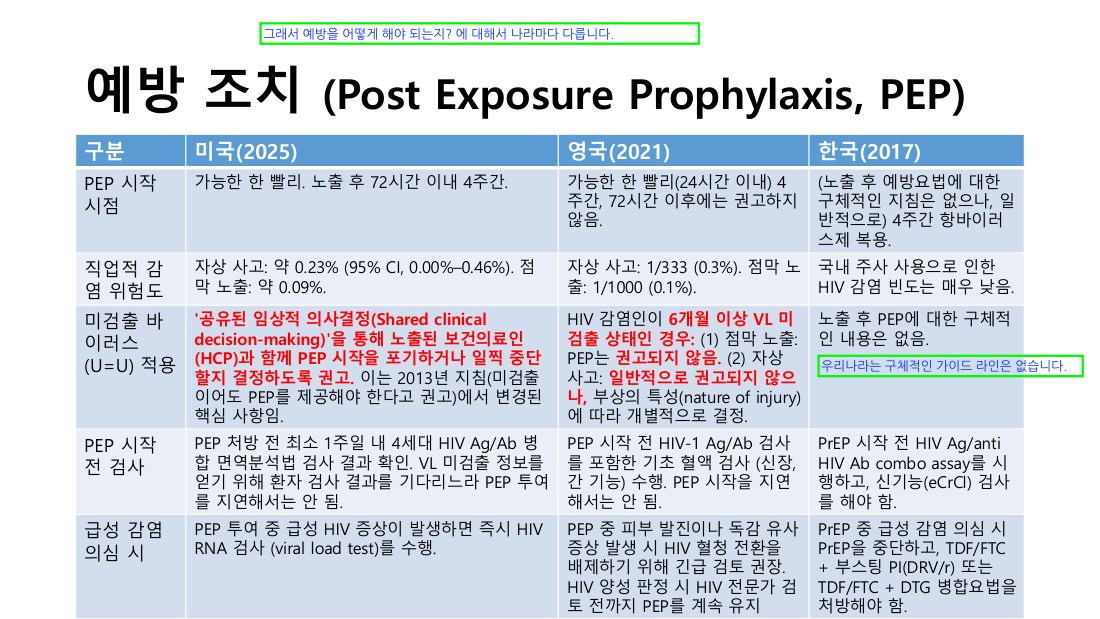 그래서 예방을 어떻게 해야 되는지? 에 대해서 나라마다 다릅니다.
예방 조치 (Post Exposure Prophylaxis, PEP)
구분
미국(2025)
영국(2021)
한국(2017)
PEP 시작
시점
가능한 한 빨리. 노출 후 72시간 이내 4주간.
가능한 한 빨리(24시간 이내) 4
주간, 72시간 이후에는 권고하지
않음.
(노출 후 예방요법에 대한
구체적인 지침은 없으나, 일
반적으로) 4주간 항바이러
스제 복용.
직업적 감
염 위험도
자상 사고: 약 0.23% (95% CI, 0.00%–0.46%). 점
막 노출: 약 0.09%.
자상 사고: 1/333 (0.3%). 점막 노
출: 1/1000 (0.1%).
국내 주사 사용으로 인한
HIV 감염 빈도는 매우 낮음.
미검출 바
이러스
(U=U) 적용
'공유된 임상적 의사결정(Shared clinical
decision-making)'을 통해 노출된 보건의료인
(HCP)과 함께 PEP 시작을 포기하거나 일찍 중단
할지 결정하도록 권고. 이는 2013년 지침(미검출
이어도 PEP를 제공해야 한다고 권고)에서 변경된
핵심 사항임.
HIV 감염인이 6개월 이상 VL 미
검출 상태인 경우: (1) 점막 노출:
PEP는 권고되지 않음. (2) 자상
사고: 일반적으로 권고되지 않으
나, 부상의 특성(nature of injury)
에 따라 개별적으로 결정.
노출 후 PEP에 대한 구체적
인 내용은 없음.
우리나라는 구체적인 가이드 라인은 없습니다.
PEP 시작
전 검사
PEP 처방 전 최소 1주일 내 4세대 HIV Ag/Ab 병
합 면역분석법 검사 결과 확인. VL 미검출 정보를
얻기 위해 환자 검사 결과를 기다리느라 PEP 투여
를 지연해서는 안 됨.
PEP 시작 전 HIV-1 Ag/Ab 검사
를 포함한 기초 혈액 검사 (신장,
간 기능) 수행. PEP 시작을 지연
해서는 안 됨.
PrEP 시작 전 HIV Ag/anti
HIV Ab combo assay를 시
행하고, 신기능(eCrCl) 검사
를 해야 함.
급성 감염
의심 시
PEP 투여 중 급성 HIV 증상이 발생하면 즉시 HIV
RNA 검사 (viral load test)를 수행.
PEP 중 피부 발진이나 독감 유사
증상 발생 시 HIV 혈청 전환을
배제하기 위해 긴급 검토 권장.
HIV 양성 판정 시 HIV 전문가 검
토 전까지 PEP를 계속 유지
PrEP 중 급성 감염 의심 시
PrEP을 중단하고, TDF/FTC
+ 부스팅 PI(DRV/r) 또는
TDF/FTC + DTG 병합요법을
처방해야 함.